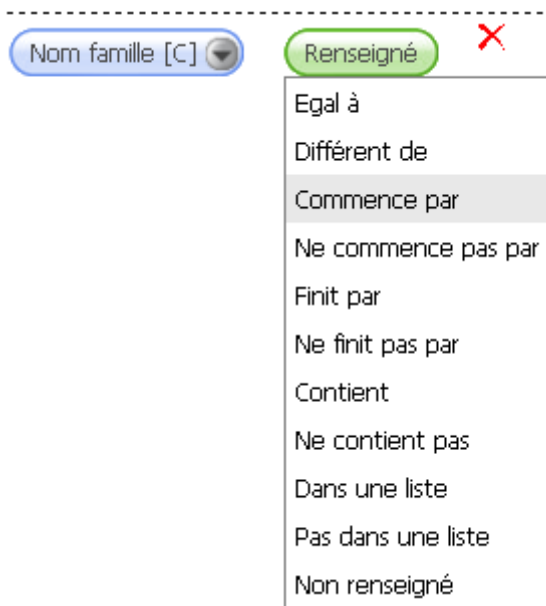 Nom famille [C] Renseigné
Egal à
Différent de
Commence par
Ne commence pas par
Finit par
Ne finit pas par
Contient
Ne contient pas
Dans une liste
Pas dans une liste
Non renseigné